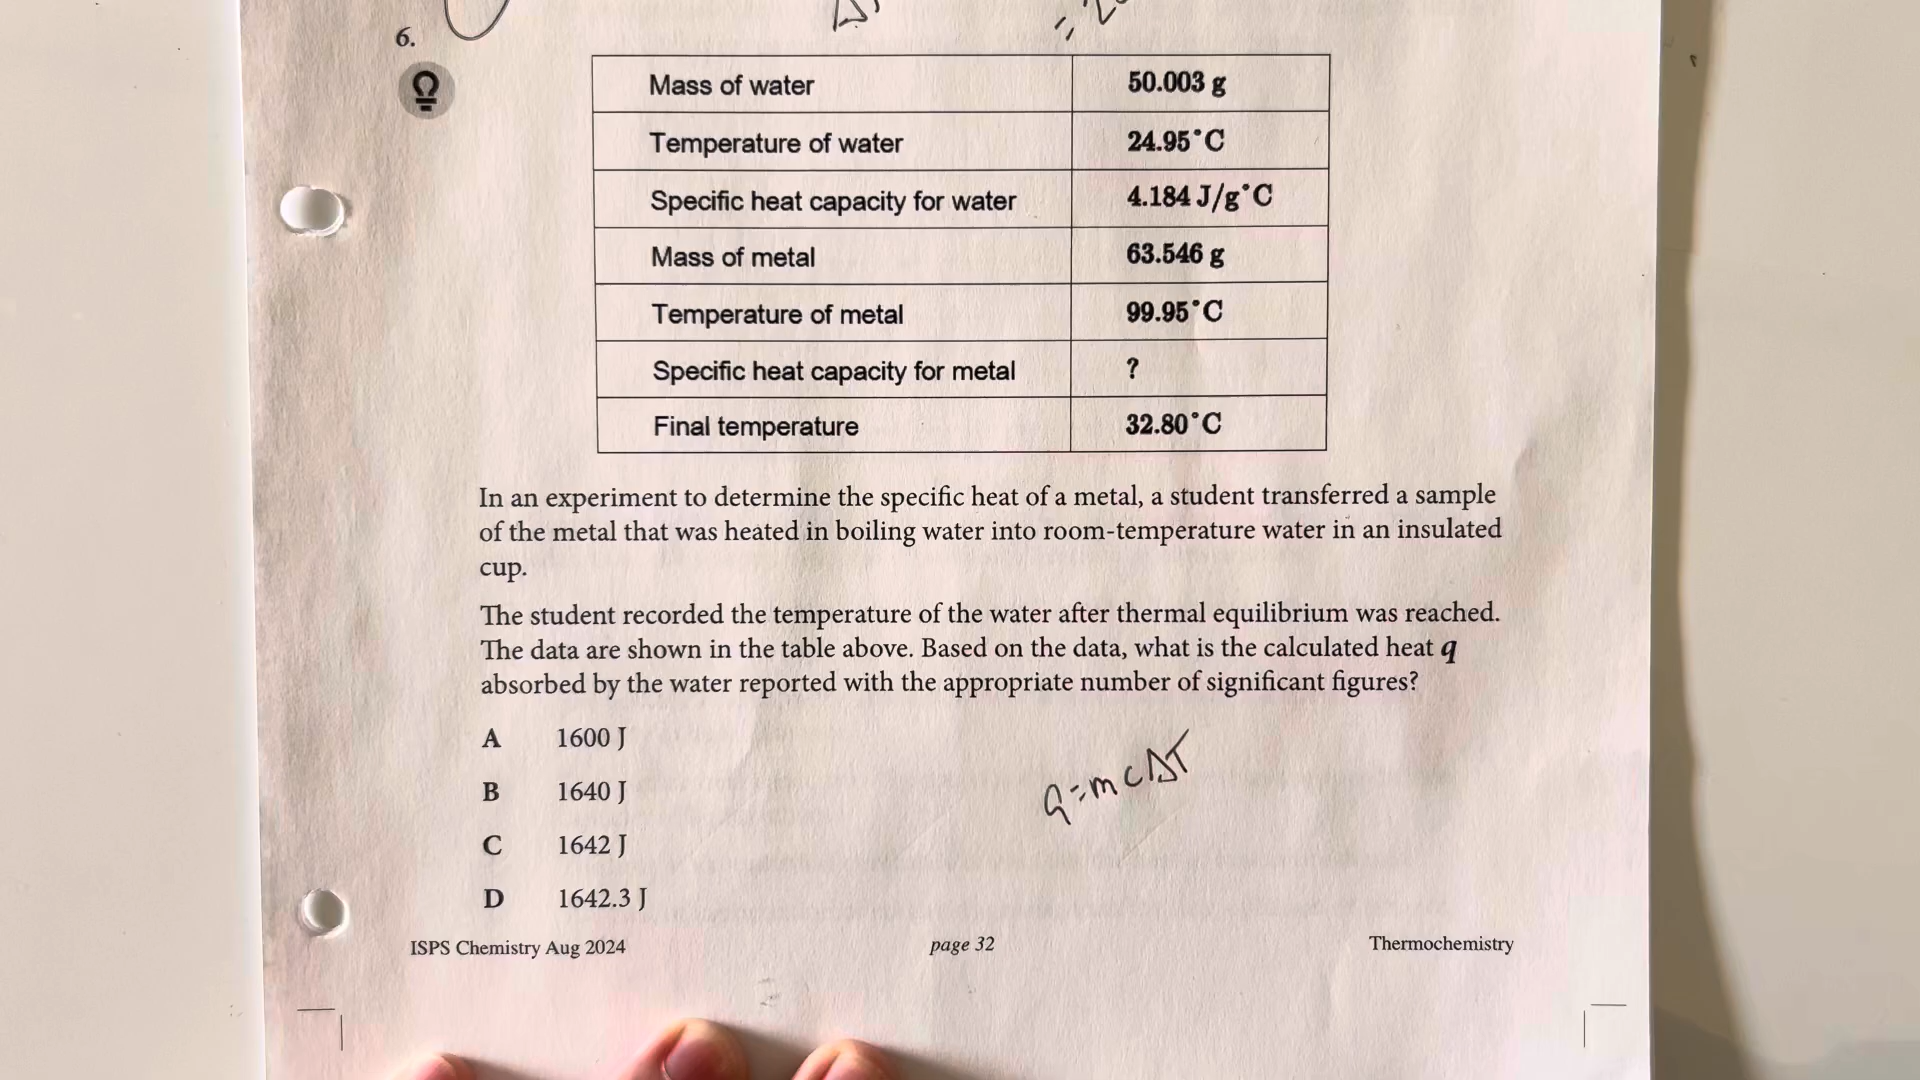 6.
Mass of water 50.003 g
Temperature of water 24.95°C
Specific heat capacity for water 4.184 J/g°C
Mass of metal 63.546 g
Temperature of metal 99.95°C
Specific heat capacity for metal ?
Final temperature 32.80°C
In an experiment to determine the specific heat of a metal, a student transferred a sample
of the metal that was heated in boiling water into room-temperature water in an insulated
cup.
The student recorded the temperature of the water after thermal equilibrium was reached.
The data are shown in the table above. Based on the data, what is the calculated heat q
absorbed by the water reported with the appropriate number of significant figures?
A 1600 J
B 1640 J
C 1642 J
D 1642.3 J
q=mcΔT
ISPS Chemistry Aug 2024 page 32 Thermochemistry